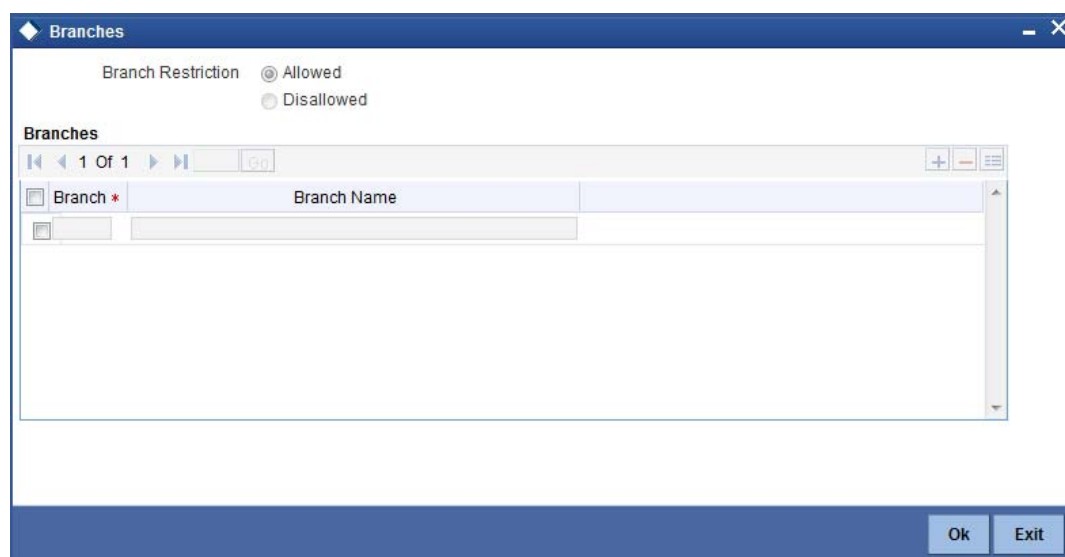 Branches
Branch Restriction Allowed
Disallowed
Branches
1 Of 1 Go
Branch * Branch Name
Ok Exit